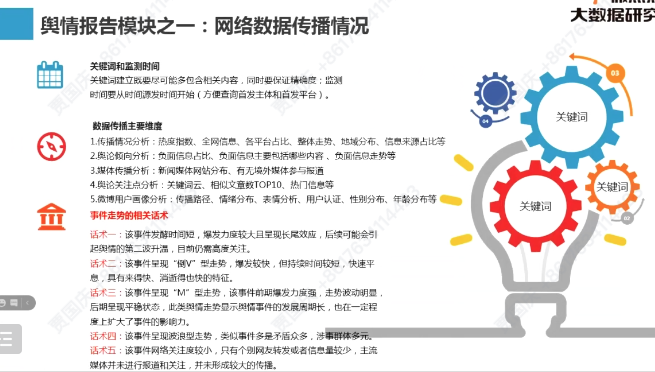 舆情报告模块之一：网络数据传播情况
大数据研究
关键词和监测时间
关键词建立既要尽可能多包含相关内容，同时要保证精确度；监测
时间要从时间源发时间开始（方便查询首发主体和首发平台）。
数据传播主要维度
1.传播情况分析：热度指数、全网信息、各平台占比、整体走势、地域分布、信息来源占比等
2.舆论倾向分析：负面信息占比、负面信息主要包括哪些内容、负面信息走势等
3.媒体传播分析：新闻媒体网站分布、有无境外媒体参与报道
4.舆论关注点分析：关键词云、相似文章数TOP10、热门信息等
5.微博用户画像分析：传播路径、情绪分布、表情分析、用户认证、性别分布、年龄分布等
事件走势的相关话术
话术一：该事件发酵时间短，爆发力度较大且呈现长尾效应，后续可能会引
起舆情的第二波升温，目前仍需高度关注。
话术二：该事件呈现“倒V”型走势，爆发较快，但持续时间较短，快速平
息，具有来得快、消逝得也快的特征。
话术三：该事件呈现“M”型走势，该事件前期爆发力度强，走势波动明显，
后期呈现平稳状态，此类舆情走势显示舆情事件的发展周期长，也在一定程
度上扩大了事件的影响力。
话术四：该事件呈现波浪型走势，类似事件多是矛盾众多，涉事群体多元。
话术五：该事件网络关注度较小，只有个别网友转发或者信息量较少，主流
媒体并未进行报道和关注，并未形成较大的传播。
03
关键词
04
关键词
关键词
02